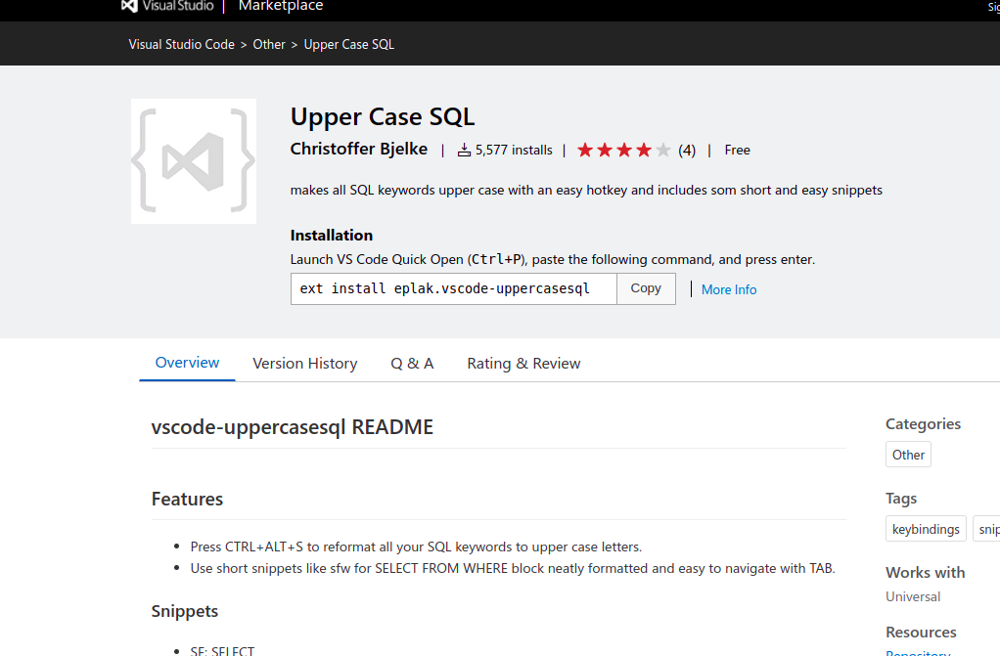 Visual Studio | Marketplace
Visual Studio Code > Other > Upper Case SQL
Upper Case SQL
Christoffer Bjelke | 5,577 installs | (4) | Free
makes all SQL keywords upper case with an easy hotkey and includes som short and easy snippets
Installation
Launch VS Code Quick Open (Ctrl+P), paste the following command, and press enter.
ext install eplak.vscode-uppercasesql Copy | More Info
Overview Version History Q & A Rating & Review
vscode-uppercasesql README
Features
• Press CTRL+ALT+S to reformat all your SQL keywords to upper case letters.
• Use short snippets like sfw for SELECT FROM WHERE block neatly formatted and easy to navigate with TAB.
Snippets
• SE: SELECT
Categories
Other
Tags
keybindings
Works with
Universal
Resources
Repository